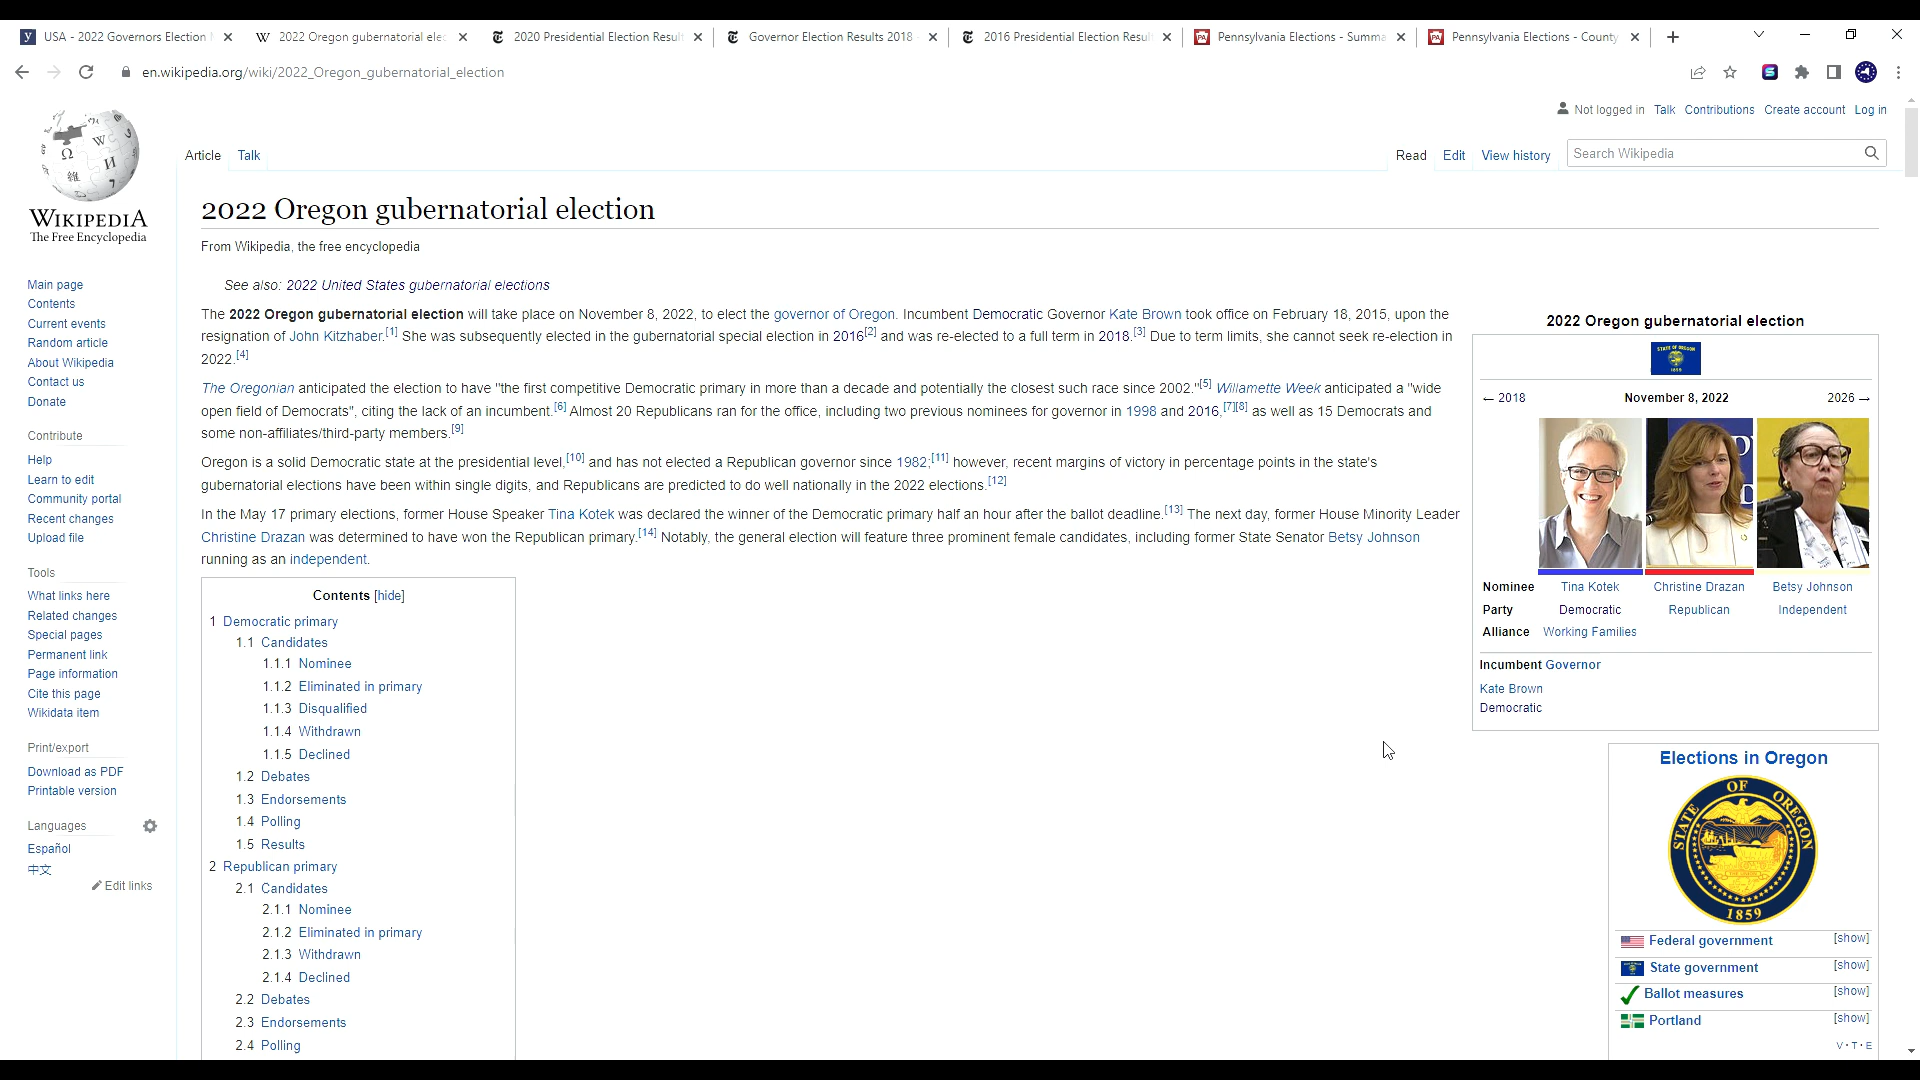 USA - 2022 Governors Election
2022 Oregon gubernatorial elec
2020 Presidential Election Resul
Governor Election Results 2018 -
2016 Presidential Election Resul
Pennsylvania Elections - Summa
Pennsylvania Elections - County
en.wikipedia.org/wiki/2022_Oregon_gubernatorial_election
Not logged in Talk Contributions Create account Log in
Article Talk
Read Edit View history Search Wikipedia
WIKIPEDIA
The Free Encyclopedia
Main page
Contents
Current events
Random article
About Wikipedia
Contact us
Donate
Contribute
Help
Learn to edit
Community portal
Recent changes
Upload file
Tools
What links here
Related changes
Special pages
Permanent link
Page information
Cite this page
Wikidata item
Print/export
Download as PDF
Printable version
Languages
Español
中文
Edit links
2022 Oregon gubernatorial election
From Wikipedia, the free encyclopedia
See also: 2022 United States gubernatorial elections
The 2022 Oregon gubernatorial election will take place on November 8, 2022, to elect the governor of Oregon. Incumbent Democratic Governor Kate Brown took office on February 18, 2015, upon the
resignation of John Kitzhaber.[1] She was subsequently elected in the gubernatorial special election in 2016[2] and was re-elected to a full term in 2018.[3] Due to term limits, she cannot seek re-election in
2022.[4]
The Oregonian anticipated the election to have "the first competitive Democratic primary in more than a decade and potentially the closest such race since 2002."[5] Willamette Week anticipated a "wide
open field of Democrats", citing the lack of an incumbent.[6] Almost 20 Republicans ran for the office, including two previous nominees for governor in 1998 and 2016,[7][8] as well as 15 Democrats and
some non-affiliates/third-party members.[9]
Oregon is a solid Democratic state at the presidential level,[10] and has not elected a Republican governor since 1982;[11] however, recent margins of victory in percentage points in the state's
gubernatorial elections have been within single digits, and Republicans are predicted to do well nationally in the 2022 elections.[12]
In the May 17 primary elections, former House Speaker Tina Kotek was declared the winner of the Democratic primary half an hour after the ballot deadline.[13] The next day, former House Minority Leader
Christine Drazan was determined to have won the Republican primary.[14] Notably, the general election will feature three prominent female candidates, including former State Senator Betsy Johnson
running as an independent.
Contents [hide]
1 Democratic primary
1.1 Candidates
1.1.1 Nominee
1.1.2 Eliminated in primary
1.1.3 Disqualified
1.1.4 Withdrawn
1.1.5 Declined
1.2 Debates
1.3 Endorsements
1.4 Polling
1.5 Results
2 Republican primary
2.1 Candidates
2.1.1 Nominee
2.1.2 Eliminated in primary
2.1.3 Withdrawn
2.1.4 Declined
2.2 Debates
2.3 Endorsements
2.4 Polling
2022 Oregon gubernatorial election
STATE OF OREGON
1859
← 2018 November 8, 2022 2026 →
Nominee Tina Kotek Christine Drazan Betsy Johnson
Party Democratic Republican Independent
Alliance Working Families
Incumbent Governor
Kate Brown
Democratic
Elections in Oregon
STATE OF OREGON
1859
Federal government [show]
State government [show]
Ballot measures [show]
Portland [show]
V · T · E